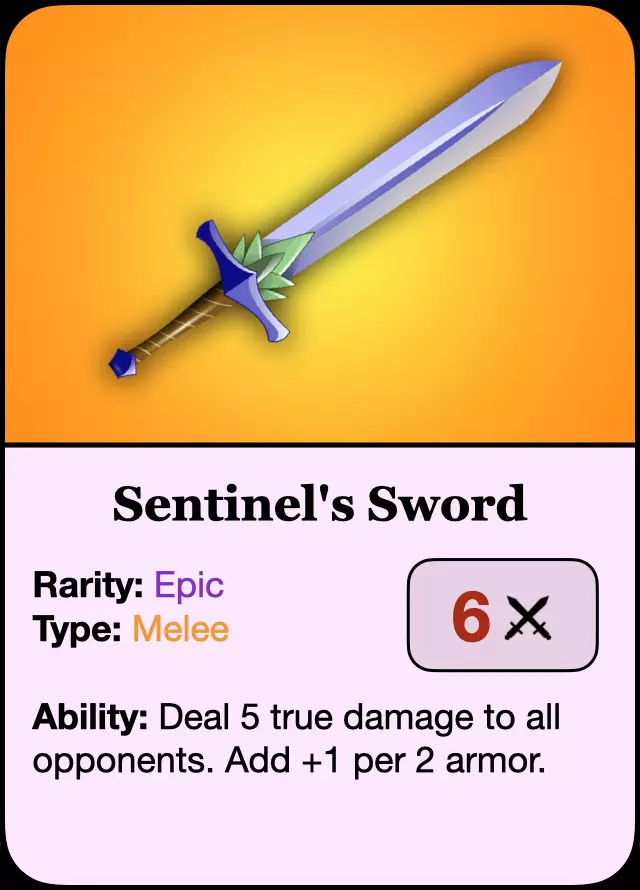 Sentinel's Sword
Rarity: Epic
Type: Melee
6
Ability: Deal 5 true damage to all
opponents. Add +1 per 2 armor.